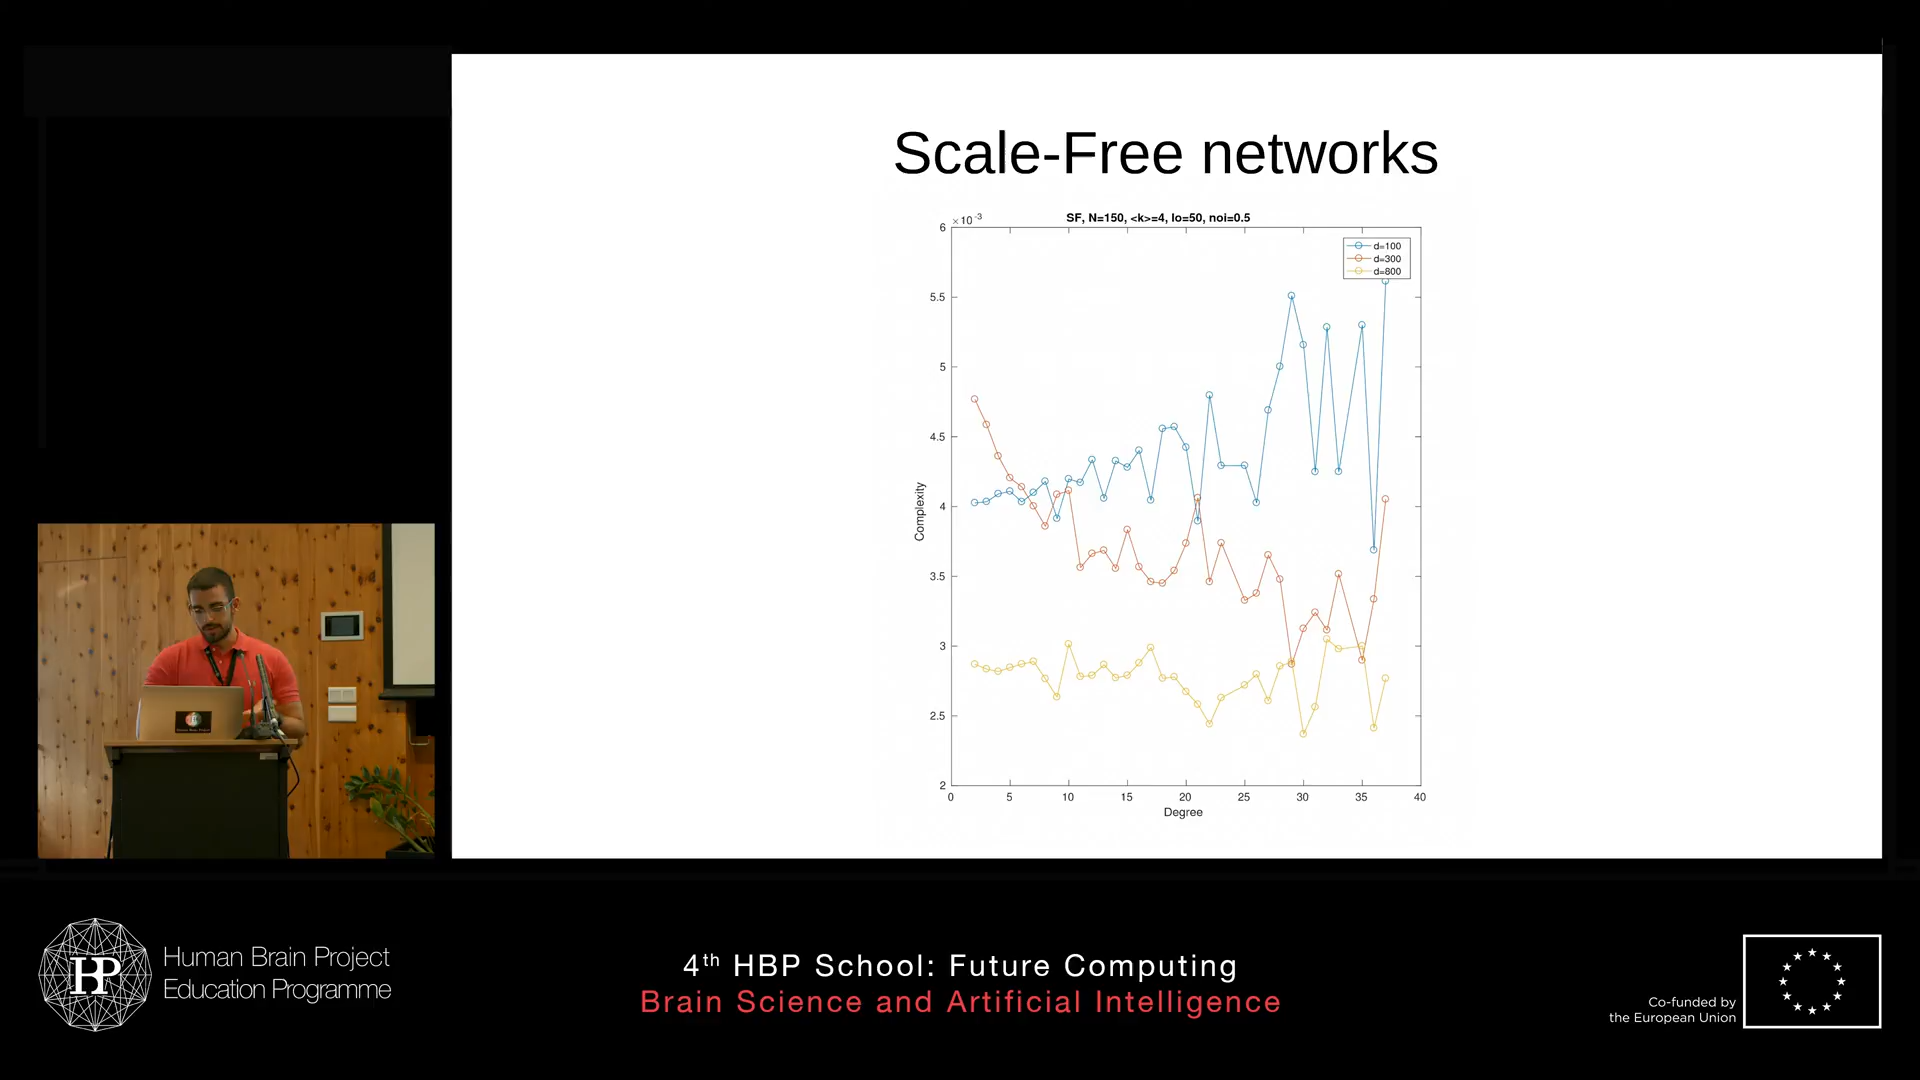 Scale-Free networks
SF, N=150, <k>=4, Io=50, noi=0.5
×10⁻³
6
5.5
5
4.5
4
3.5
3
2.5
2
Complexity
d=100
d=300
d=800
0 5 10 15 20 25 30 35 40
Degree
HBP
Human Brain Project
Education Programme
4th HBP School: Future Computing
Brain Science and Artificial Intelligence
Co-funded by
the European Union